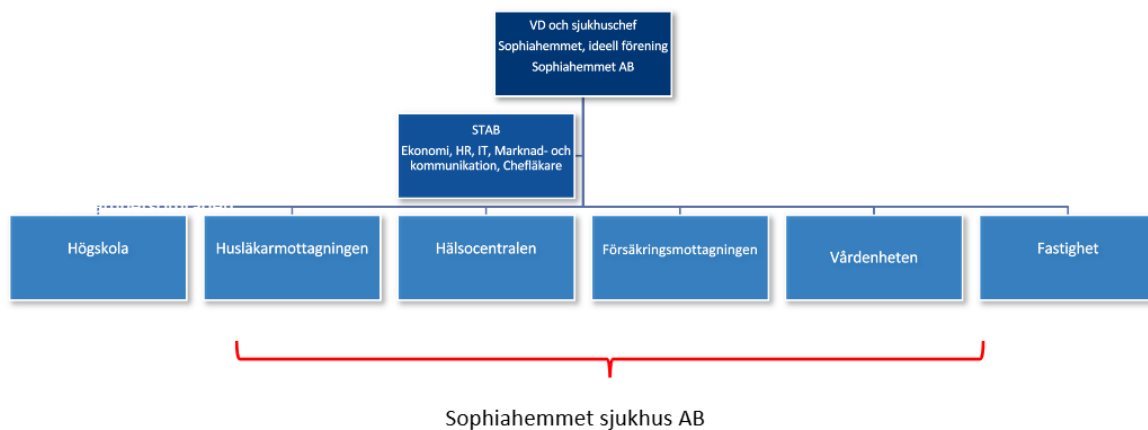 VD och sjukhuschef
Sophiahemmet, ideell förening
Sophiahemmet AB
STAB
Ekonomi, HR, IT, Marknad- och
kommunikation, Chefläkare
Högskola
Husläkarmottagningen
Hälsocentralen
Försäkringsmottagningen
Vårdenheten
Fastighet
Sophiahemmet sjukhus AB